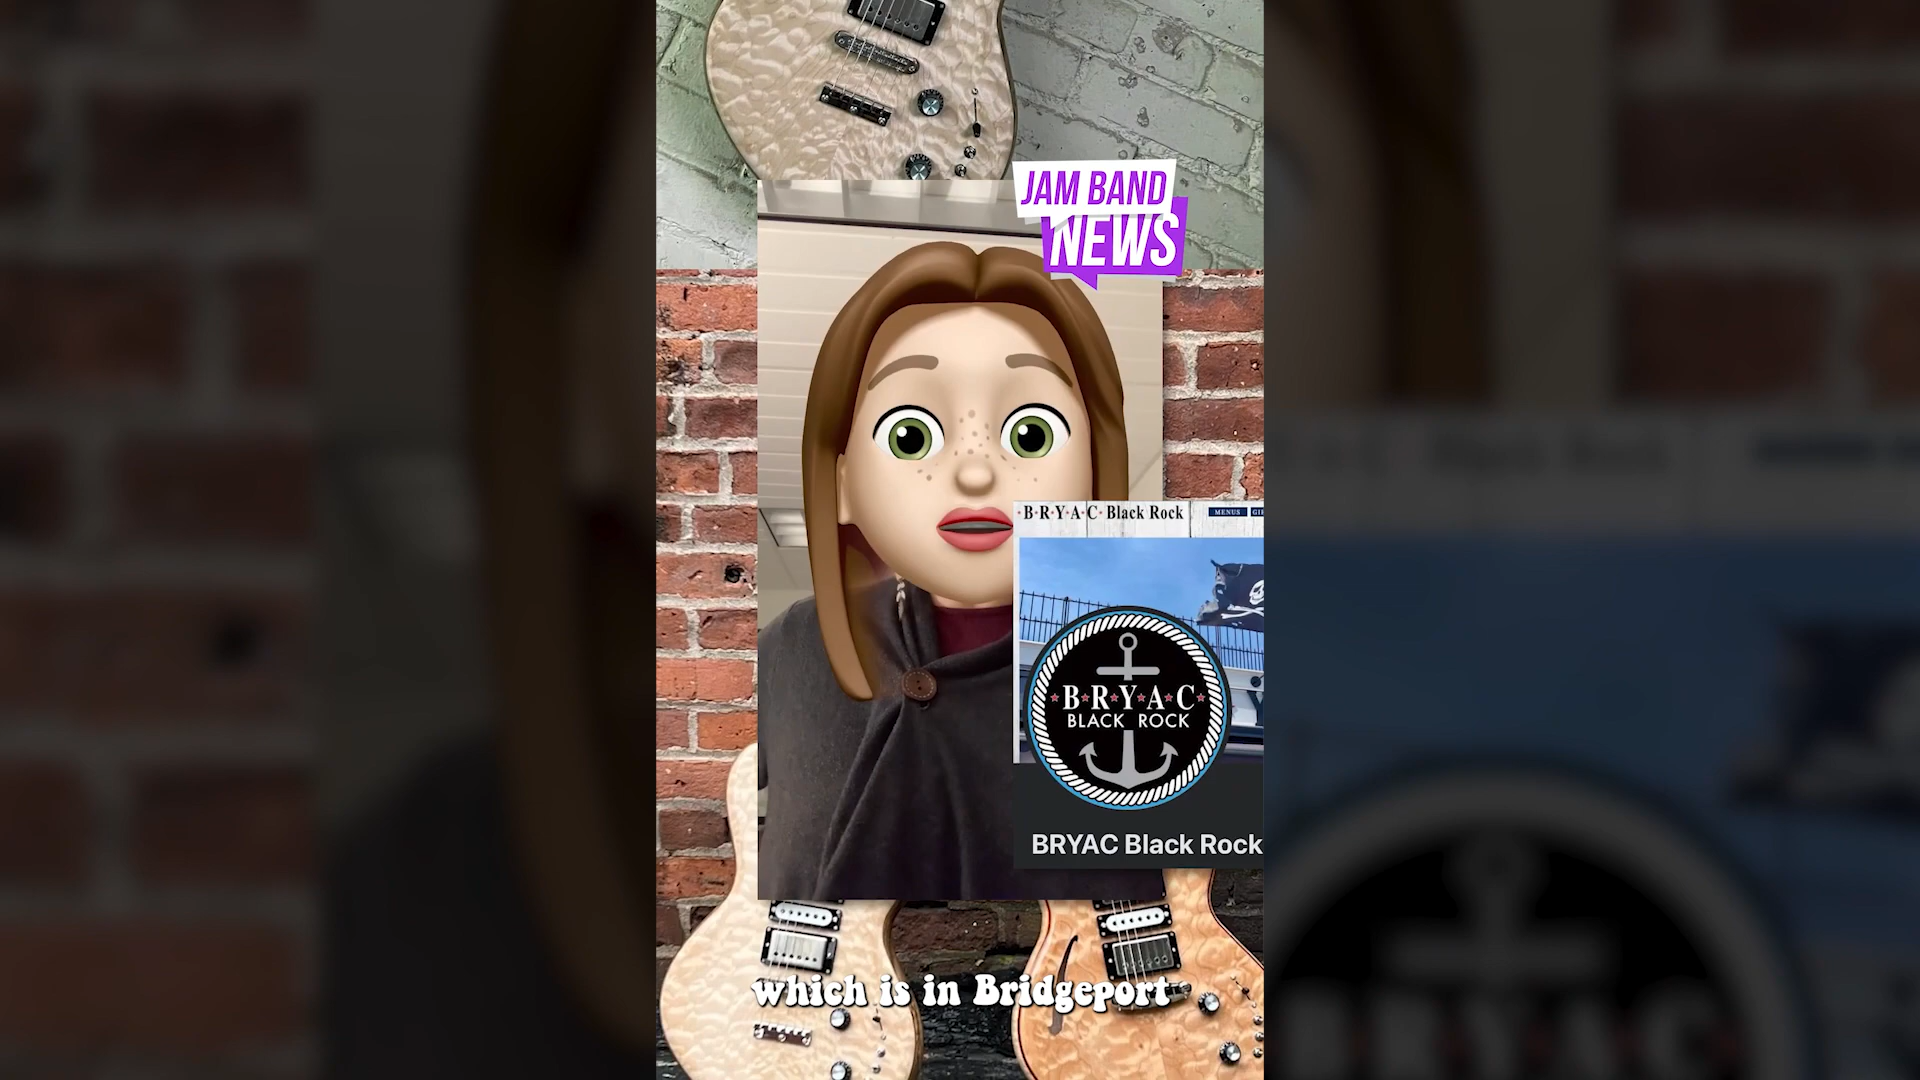 JAM BAND
NEWS
·B·R·Y·A·C· Black Rock
MENUS
B★R★Y★A★C
BLACK ROCK
BRYAC Black Rock
which is in Bridgeport